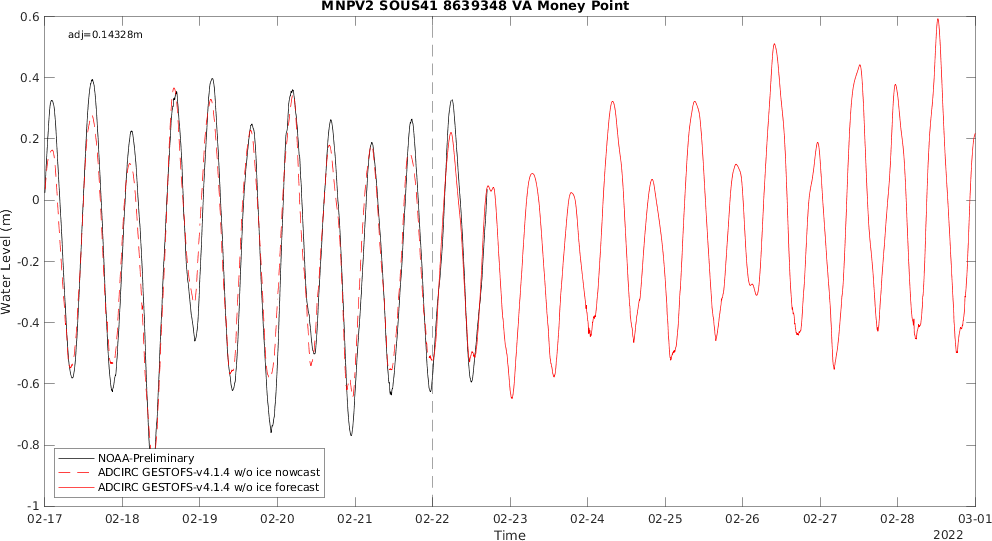 MNPV2 SOUS41 8639348 VA Money Point
adj=0.14328m
0.6
0.4
0.2
0
-0.2
-0.4
-0.6
-0.8
-1
Water Level (m)
NOAA-Preliminary
ADCIRC GESTOFS-v4.1.4 w/o ice nowcast
ADCIRC GESTOFS-v4.1.4 w/o ice forecast
02-17 02-18 02-19 02-20 02-21 02-22 02-23 02-24 02-25 02-26 02-27 02-28 03-01
Time
2022